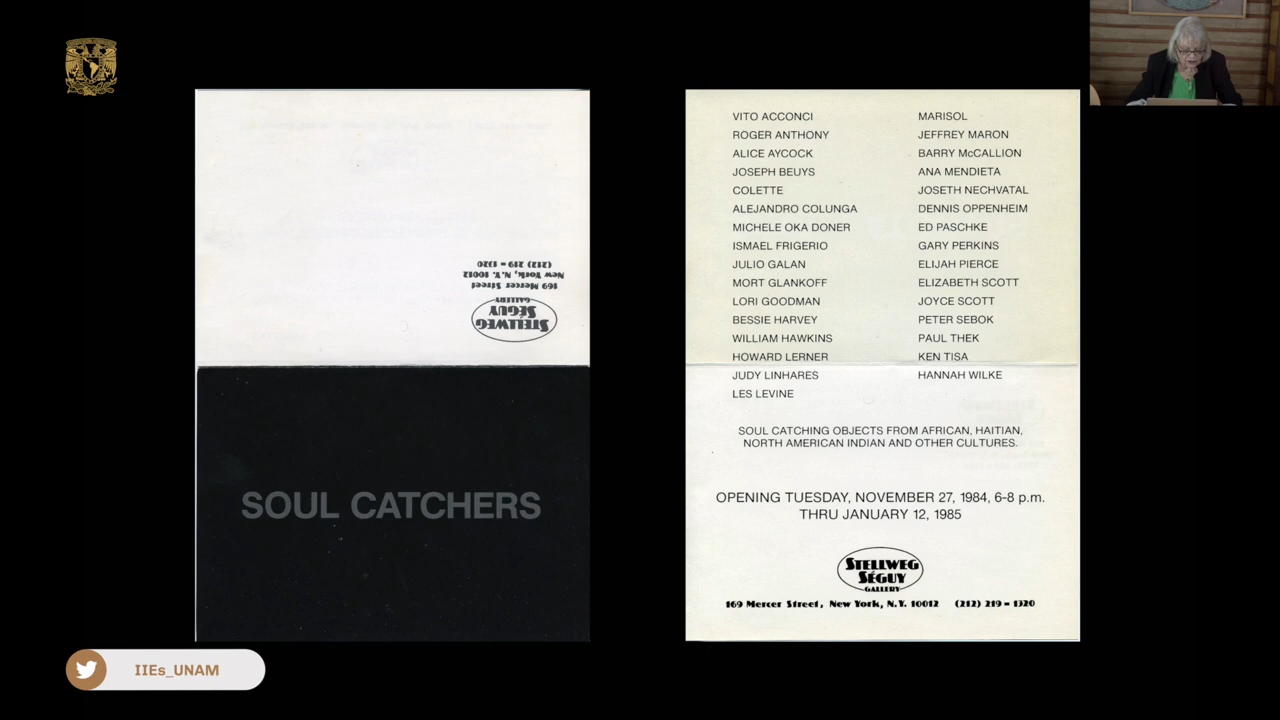 (212) 219 = 1320
New York, N.Y. 10012
169 Mercer Street
STELLWEG
SÉGUY
GALLERY
SOUL CATCHERS
VITO ACCONCI
ROGER ANTHONY
ALICE AYCOCK
JOSEPH BEUYS
COLETTE
ALEJANDRO COLUNGA
MICHELE OKA DONER
ISMAEL FRIGERIO
JULIO GALAN
MORT GLANKOFF
LORI GOODMAN
BESSIE HARVEY
WILLIAM HAWKINS
HOWARD LERNER
JUDY LINHARES
LES LEVINE
MARISOL
JEFFREY MARON
BARRY McCALLION
ANA MENDIETA
JOSETH NECHVATAL
DENNIS OPPENHEIM
ED PASCHKE
GARY PERKINS
ELIJAH PIERCE
ELIZABETH SCOTT
JOYCE SCOTT
PETER SEBOK
PAUL THEK
KEN TISA
HANNAH WILKE
SOUL CATCHING OBJECTS FROM AFRICAN, HAITIAN,
NORTH AMERICAN INDIAN AND OTHER CULTURES.
OPENING TUESDAY, NOVEMBER 27, 1984, 6-8 p.m.
THRU JANUARY 12, 1985
STELLWEG
SÉGUY
GALLERY
169 Mercer Street, New York, N.Y. 10012 (212) 219 = 1320
IIEs_UNAM